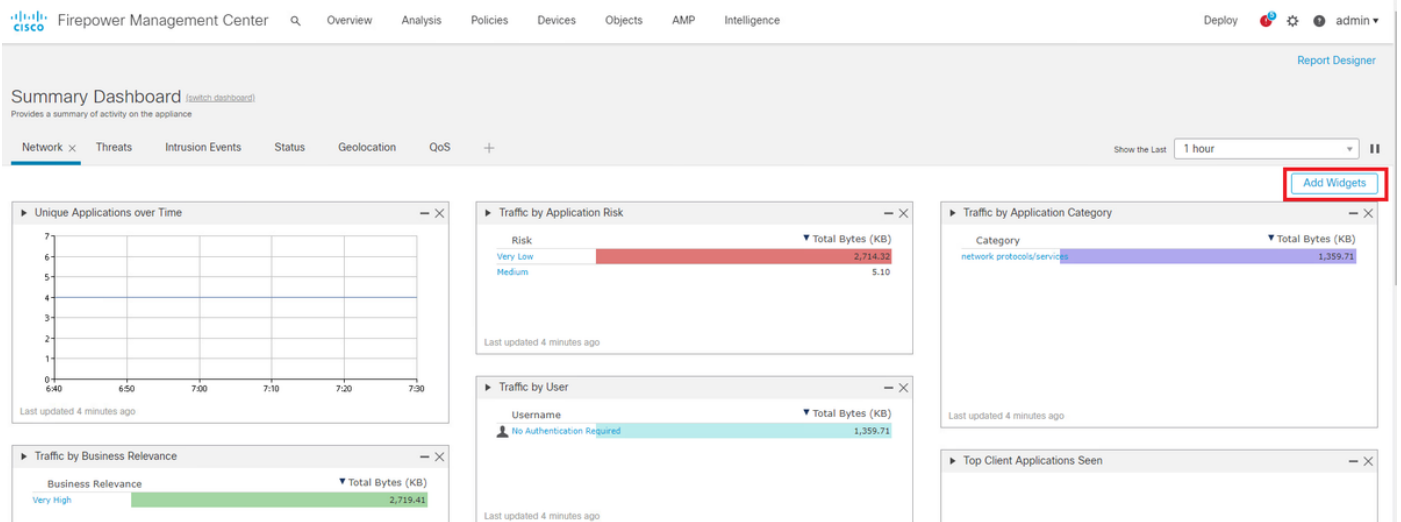 CISCO Firepower Management Center Overview Analysis Policies Devices Objects AMP Intelligence Deploy 5 admin
Report Designer
Summary Dashboard (switch dashboard)
Provides a summary of activity on the appliance
Network × Threats Intrusion Events Status Geolocation QoS + Show the Last 1 hour
Add Widgets
Unique Applications over Time
7
6
5
4
3
2
1
0
6:40 6:50 7:00 7:10 7:20 7:30
Last updated 4 minutes ago
Traffic by Business Relevance
Business Relevance Total Bytes (KB)
Very High 2,719.41
Traffic by Application Risk
Risk Total Bytes (KB)
Very Low 2,714.32
Medium 5.10
Last updated 4 minutes ago
Traffic by User
Username Total Bytes (KB)
No Authentication Required 1,359.71
Last updated 4 minutes ago
Traffic by Application Category
Category Total Bytes (KB)
network protocols/services 1,359.71
Last updated 4 minutes ago
Top Client Applications Seen